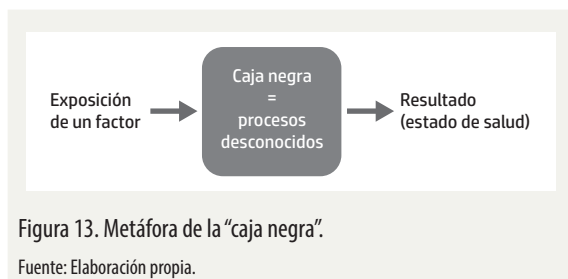 Exposición
de un factor
Caja negra
=
procesos
desconocidos
Resultado
(estado de salud)
Figura 13. Metáfora de la “caja negra”.
Fuente: Elaboración propia.